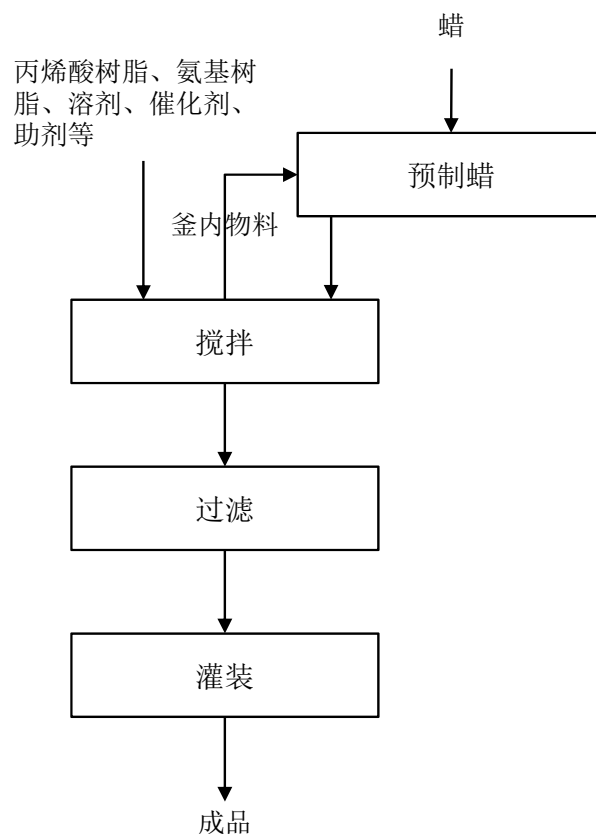 蜡
丙烯酸树脂、氨基树
脂、溶剂、催化剂、
助剂等
预制蜡
釜内物料
搅拌
过滤
灌装
成品